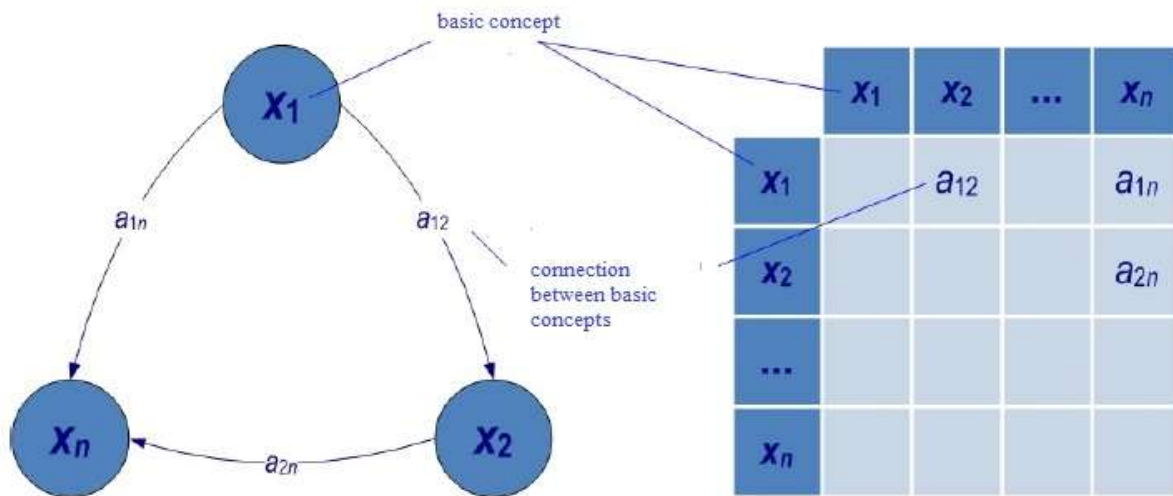 basic concept
x1
x1 x2 ... xn
x1 a12 a1n
a1n a12
connection
between basic
concepts
x2 a2n
...
xn x2
a2n
xn